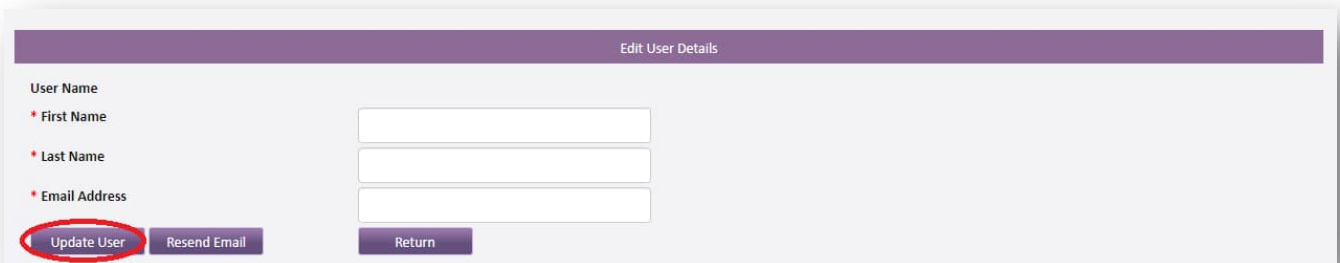 Edit User Details
User Name
* First Name
* Last Name
* Email Address
Update User Resend Email Return